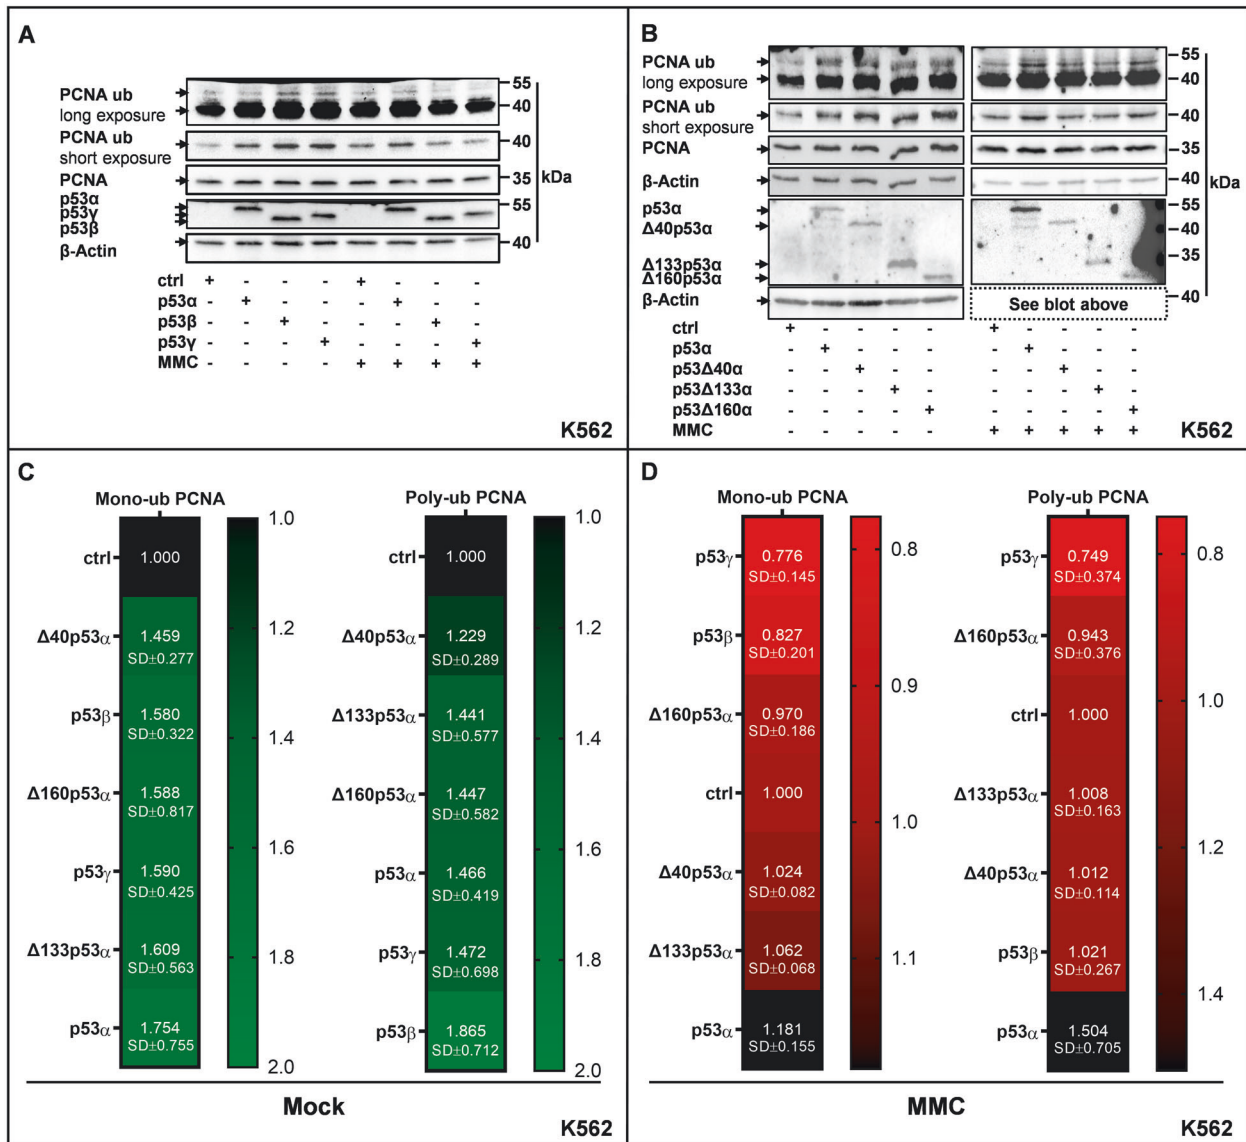 A
PCNA ub
long exposure
PCNA ub
short exposure
PCNA
p53α
p53γ
p53β
β-Actin
55
40
40
35
55
40
kDa
ctrl + - - - + - - -
p53α - + - - - + - -
p53β - - + - - - + -
p53γ - - - + - - - +
MMC - - - - + + + +
K562
B
PCNA ub
long exposure
PCNA ub
short exposure
PCNA
β-Actin
p53α
Δ40p53α
Δ133p53α
Δ160p53α
β-Actin
See blot above
55
40
40
35
40
55
40
35
40
kDa
ctrl + - - - - + - - - -
p53α - + - - - - + - - -
p53Δ40α - - + - - - - + - -
p53Δ133α - - - + - - - - + -
p53Δ160α - - - - + - - - - +
MMC - - - - - + + + + +
K562
C
Mono-ub PCNA
ctrl 1.000
Δ40p53α 1.459
SD±0.277
p53β 1.580
SD±0.322
Δ160p53α 1.588
SD±0.817
p53γ 1.590
SD±0.425
Δ133p53α 1.609
SD±0.563
p53α 1.754
SD±0.755
1.0
1.2
1.4
1.6
1.8
2.0
Poly-ub PCNA
ctrl 1.000
Δ40p53α 1.229
SD±0.289
Δ133p53α 1.441
SD±0.577
Δ160p53α 1.447
SD±0.582
p53α 1.466
SD±0.419
p53γ 1.472
SD±0.698
p53β 1.865
SD±0.712
1.0
1.2
1.4
1.6
1.8
2.0
Mock
K562
D
Mono-ub PCNA
p53γ 0.776
SD±0.145
p53β 0.827
SD±0.201
Δ160p53α 0.970
SD±0.186
ctrl 1.000
Δ40p53α 1.024
SD±0.082
Δ133p53α 1.062
SD±0.068
p53α 1.181
SD±0.155
0.8
0.9
1.0
1.1
Poly-ub PCNA
p53γ 0.749
SD±0.374
Δ160p53α 0.943
SD±0.376
ctrl 1.000
Δ133p53α 1.008
SD±0.163
Δ40p53α 1.012
SD±0.114
p53β 1.021
SD±0.267
p53α 1.504
SD±0.705
0.8
1.0
1.2
1.4
MMC
K562